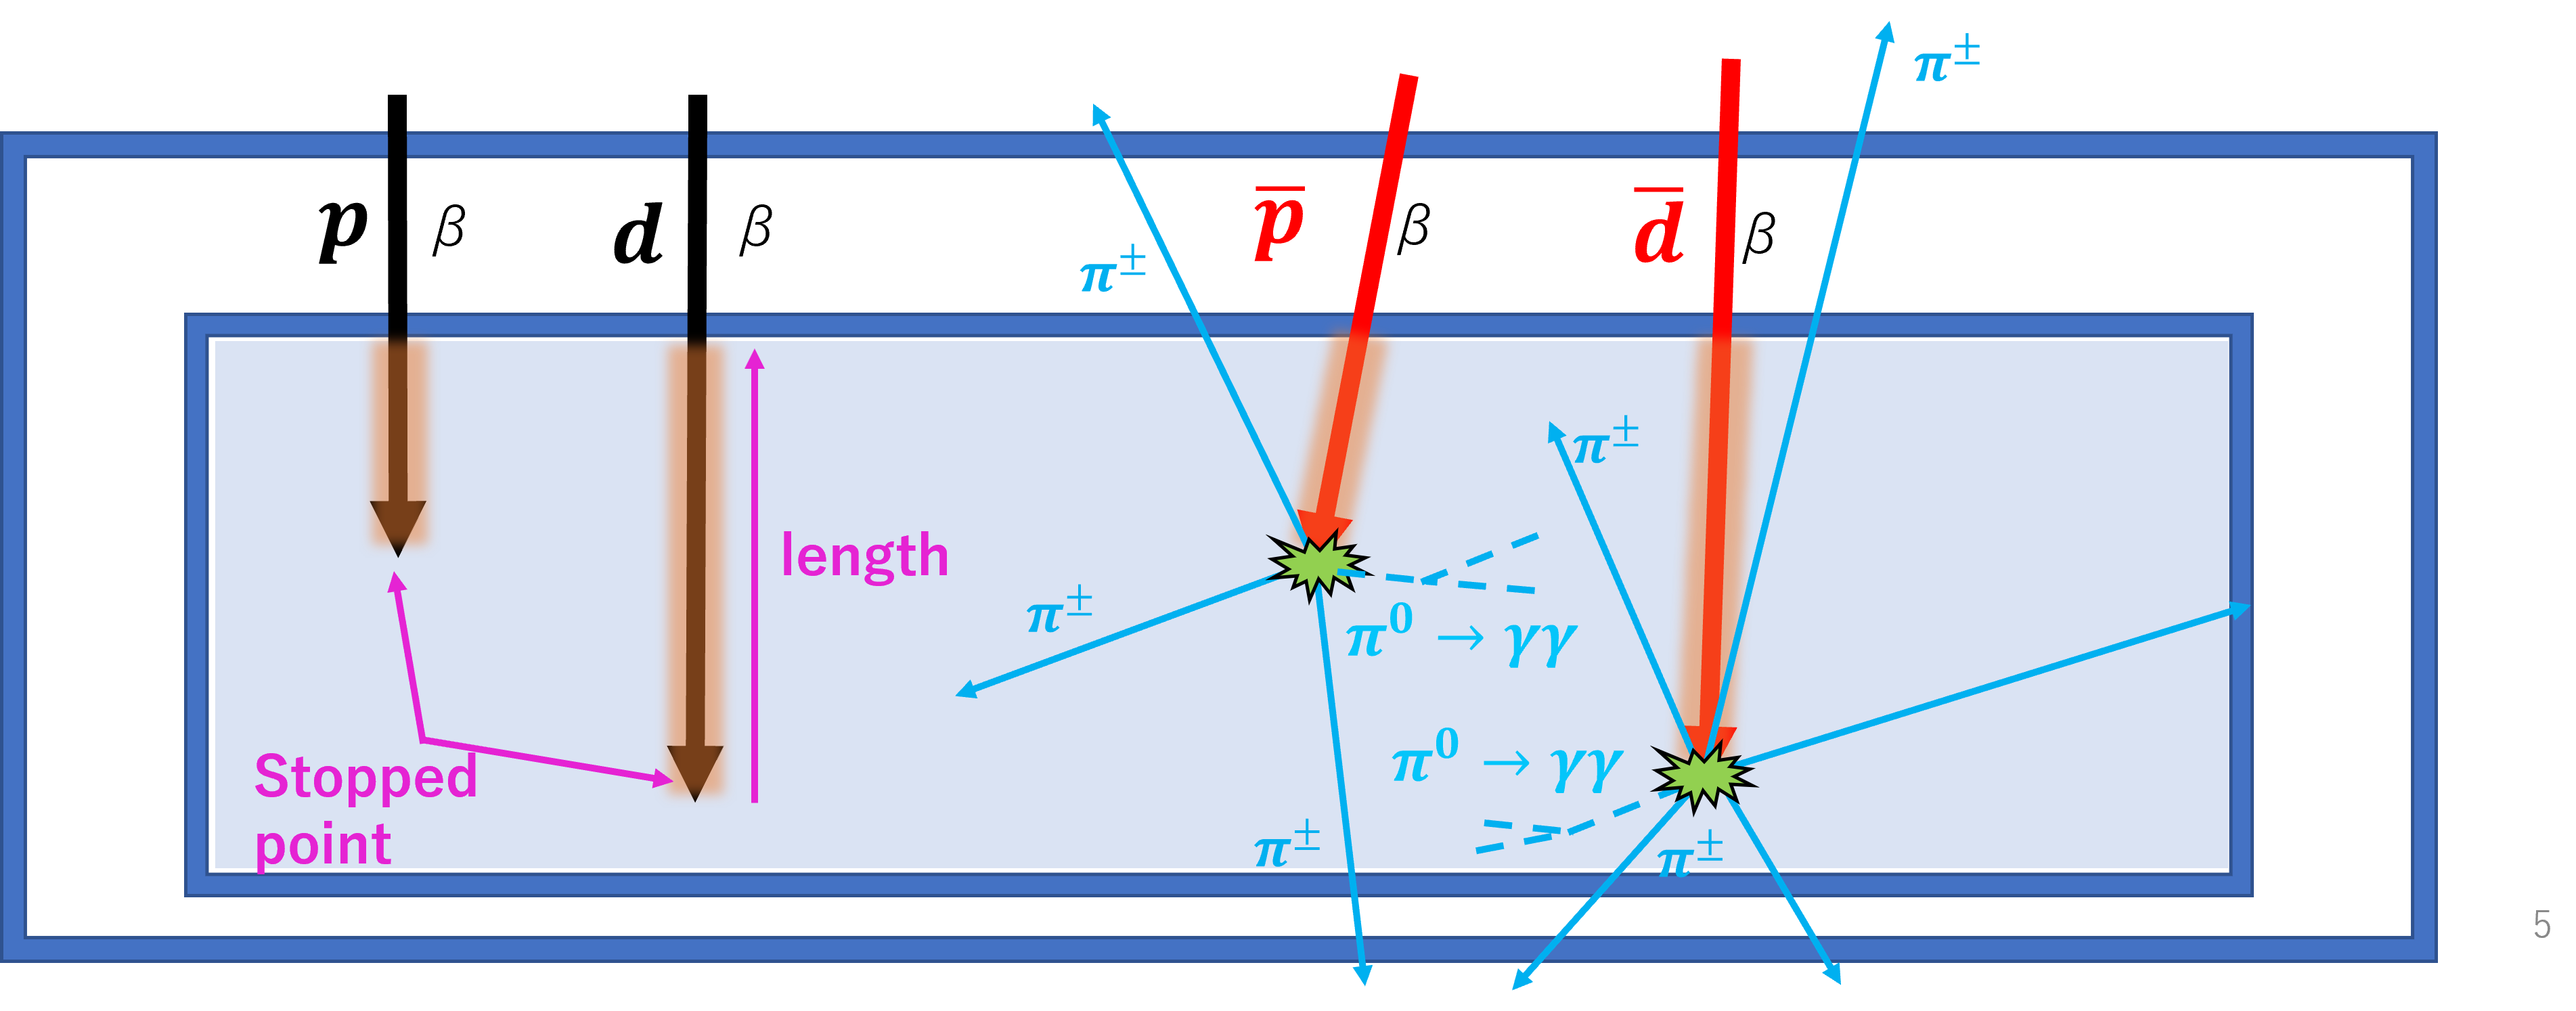 π±
p β
d β
p̅ β
d̅ β
π±
π±
length
π±
π⁰ → γγ
π⁰ → γγ
Stopped
point
π±
π±
5